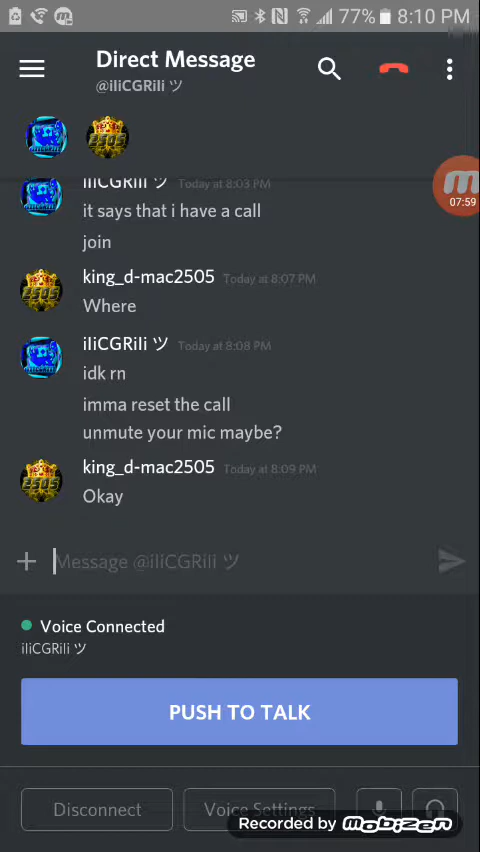 77% 8:10 PM
Direct Message
@iliCGRili ツ
2505
iliCGRili ツ Today at 8:03 PM
it says that i have a call
join
07:59
king_d-mac2505 Today at 8:07 PM
Where
2505
iliCGRili ツ Today at 8:08 PM
idk rn
imma reset the call
unmute your mic maybe?
king_d-mac2505 Today at 8:09 PM
Okay
2505
Message @iliCGRili ツ
Voice Connected
iliCGRili ツ
PUSH TO TALK
Disconnect
Voice Settings
Recorded by mobizen